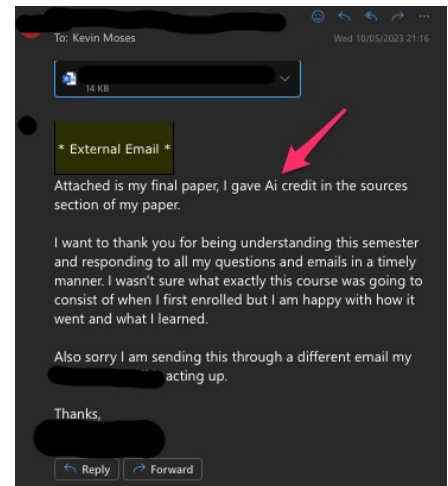 To: Kevin Moses
Wed 10/05/2023 21:16
14 KB
* External Email *
Attached is my final paper, I gave Ai credit in the sources
section of my paper.
I want to thank you for being understanding this semester
and responding to all my questions and emails in a timely
manner. I wasn't sure what exactly this course was going to
consist of when I first enrolled but I am happy with how it
went and what I learned.
Also sorry I am sending this through a different email my
acting up.
Thanks,
Reply
Forward